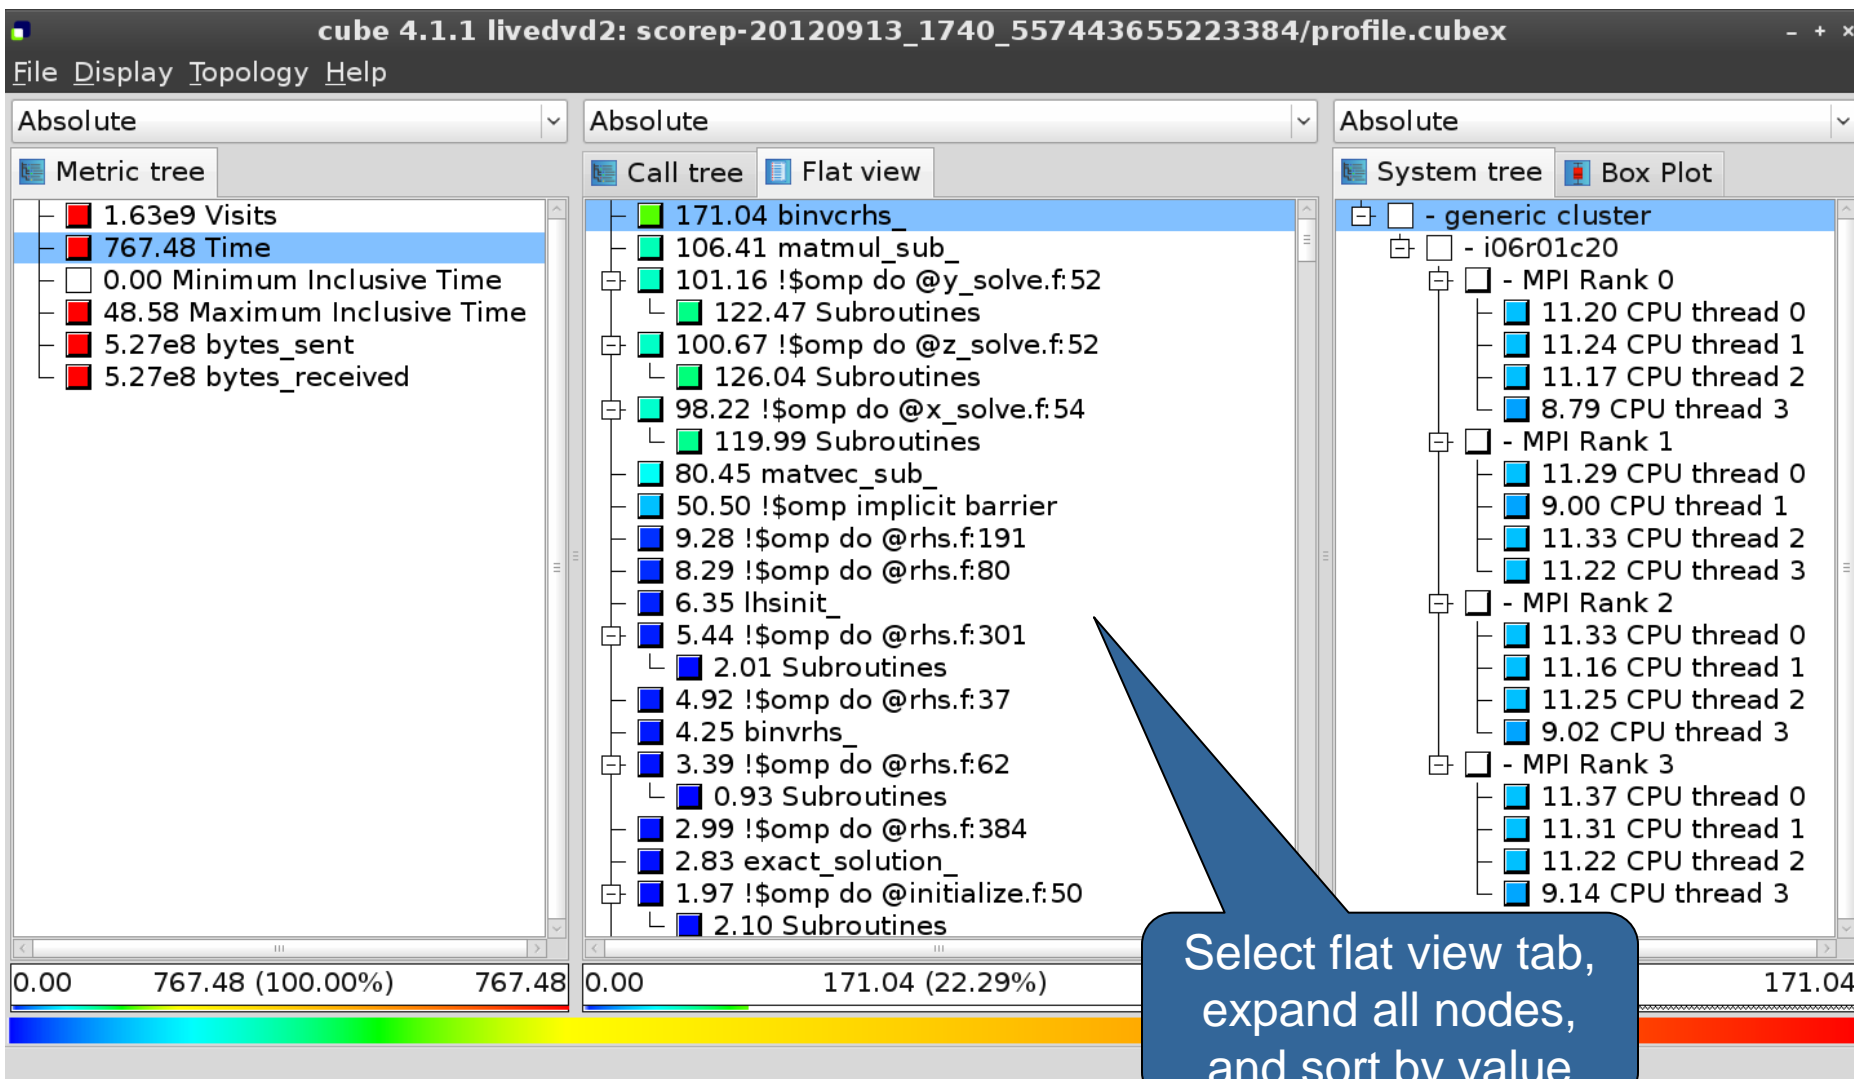 cube 4.1.1 livedvd2: scorep-20120913_1740_557443655223384/profile.cubex
File Display Topology Help
Absolute
Metric tree
1.63e9 Visits
767.48 Time
0.00 Minimum Inclusive Time
48.58 Maximum Inclusive Time
5.27e8 bytes_sent
5.27e8 bytes_received
0.00 767.48 (100.00%) 767.48
Absolute
Call tree Flat view
171.04 binvcrhs_
106.41 matmul_sub_
101.16 !$omp do @y_solve.f:52
122.47 Subroutines
100.67 !$omp do @z_solve.f:52
126.04 Subroutines
98.22 !$omp do @x_solve.f:54
119.99 Subroutines
80.45 matvec_sub_
50.50 !$omp implicit barrier
9.28 !$omp do @rhs.f:191
8.29 !$omp do @rhs.f:80
6.35 lhsinit_
5.44 !$omp do @rhs.f:301
2.01 Subroutines
4.92 !$omp do @rhs.f:37
4.25 binvrhs_
3.39 !$omp do @rhs.f:62
0.93 Subroutines
2.99 !$omp do @rhs.f:384
2.83 exact_solution_
1.97 !$omp do @initialize.f:50
2.10 Subroutines
0.00 171.04 (22.29%)
Absolute
System tree Box Plot
- generic cluster
- i06r01c20
- MPI Rank 0
11.20 CPU thread 0
11.24 CPU thread 1
11.17 CPU thread 2
8.79 CPU thread 3
- MPI Rank 1
11.29 CPU thread 0
9.00 CPU thread 1
11.33 CPU thread 2
11.22 CPU thread 3
- MPI Rank 2
11.33 CPU thread 0
11.16 CPU thread 1
11.25 CPU thread 2
9.02 CPU thread 3
- MPI Rank 3
11.37 CPU thread 0
11.31 CPU thread 1
11.22 CPU thread 2
9.14 CPU thread 3
171.04
Select flat view tab,
expand all nodes,
and sort by value